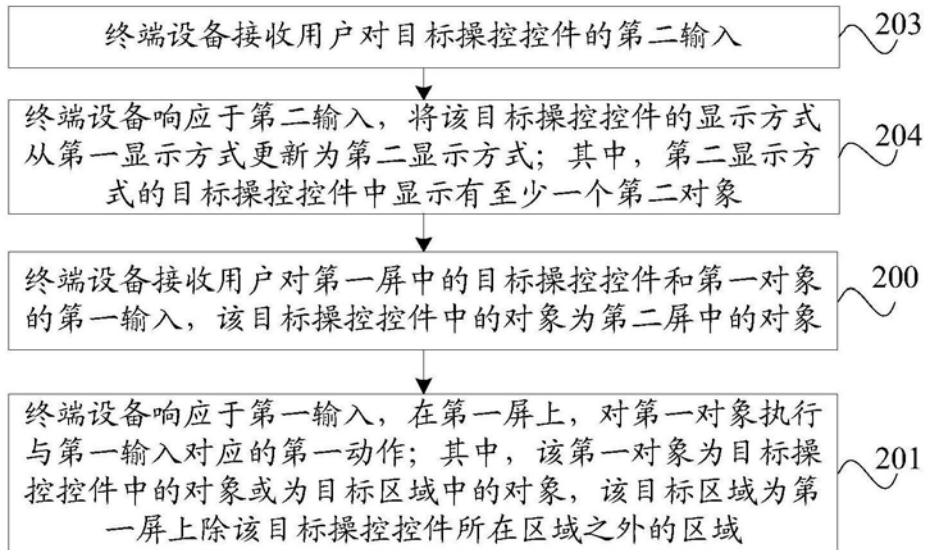 终端设备接收用户对目标操控控件的第二输入
203
终端设备响应于第二输入，将该目标操控控件的显示方式
从第一显示方式更新为第二显示方式；其中，第二显示方
式的目标操控控件中显示有至少一个第二对象
204
终端设备接收用户对第一屏中的目标操控控件和第一对象
的第一输入，该目标操控控件中的对象为第二屏中的对象
200
终端设备响应于第一输入，在第一屏上，对第一对象执行
与第一输入对应的第一动作；其中，该第一对象为目标操
控控件中的对象或为目标区域中的对象，该目标区域为第
一屏上除该目标操控控件所在区域之外的区域
201